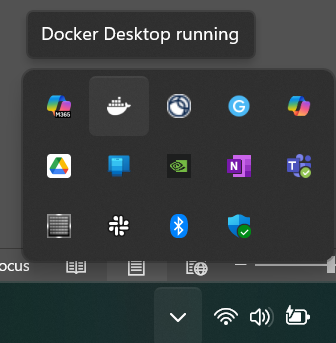 Docker Desktop running
M365
G
N
T
ocus